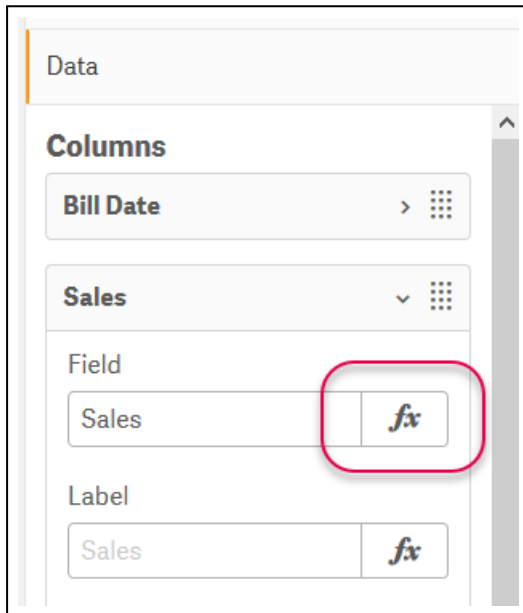 Data
Columns
Bill Date
Sales
Field
Sales fx
Label
Sales fx